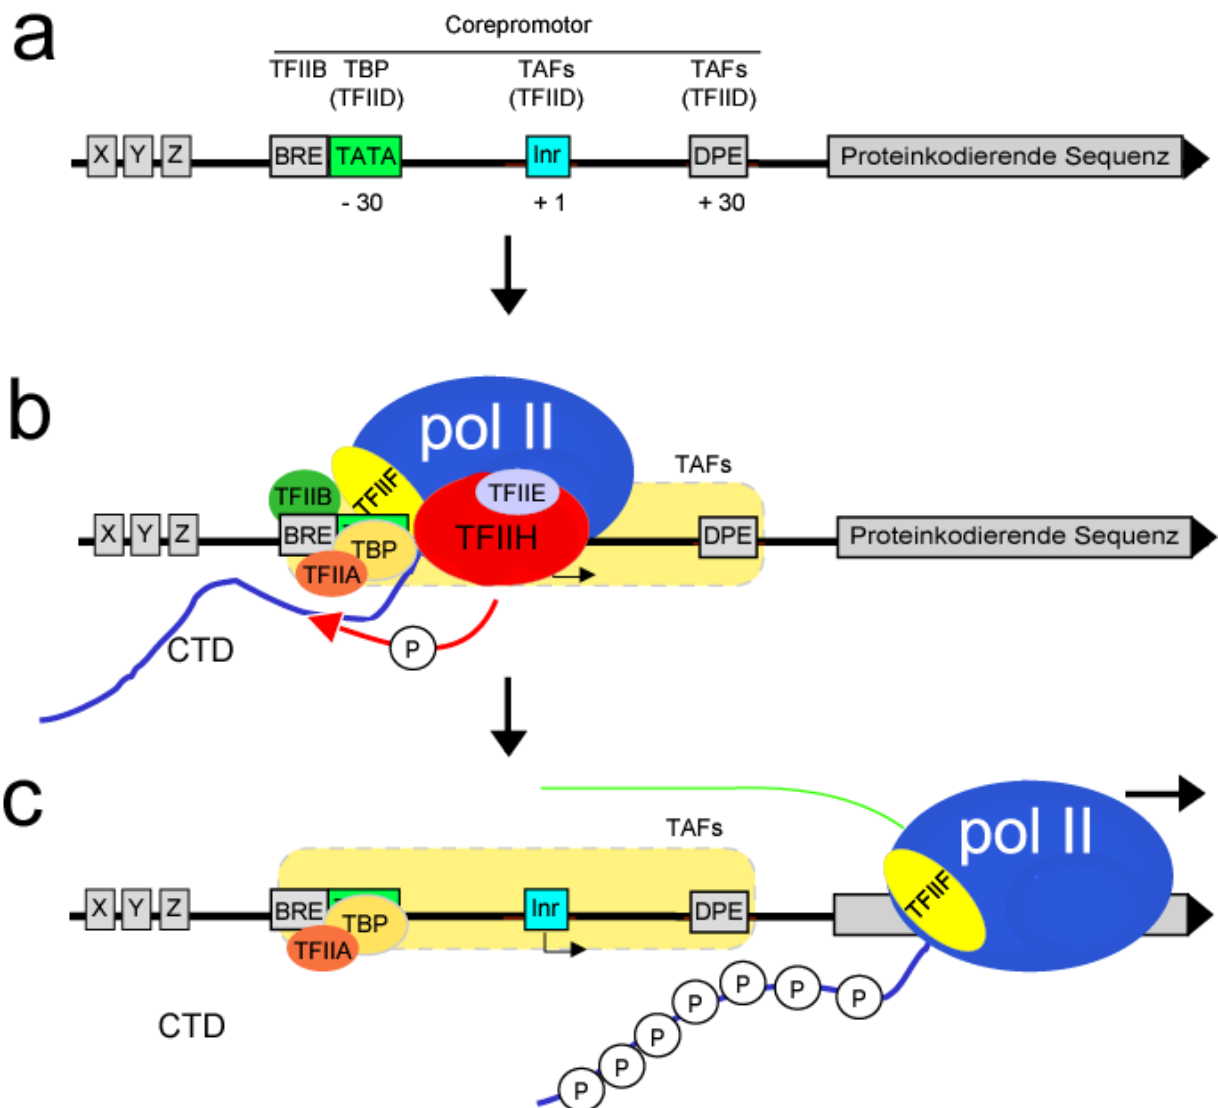 a
Corepromotor
TFIIB TBP TAFs TAFs
(TFIID) (TFIID) (TFIID)
X Y Z BRE TATA Inr DPE Proteinkodierende Sequenz
- 30 + 1 + 30
b
pol II
TAFs
TFIIB TFIIF TFIIE
X Y Z BRE TBP TFIIH DPE Proteinkodierende Sequenz
TFIIA
CTD P
c
pol II
TAFs
X Y Z BRE TBP Inr DPE TFIIF
TFIIA
CTD
P P P P P P P